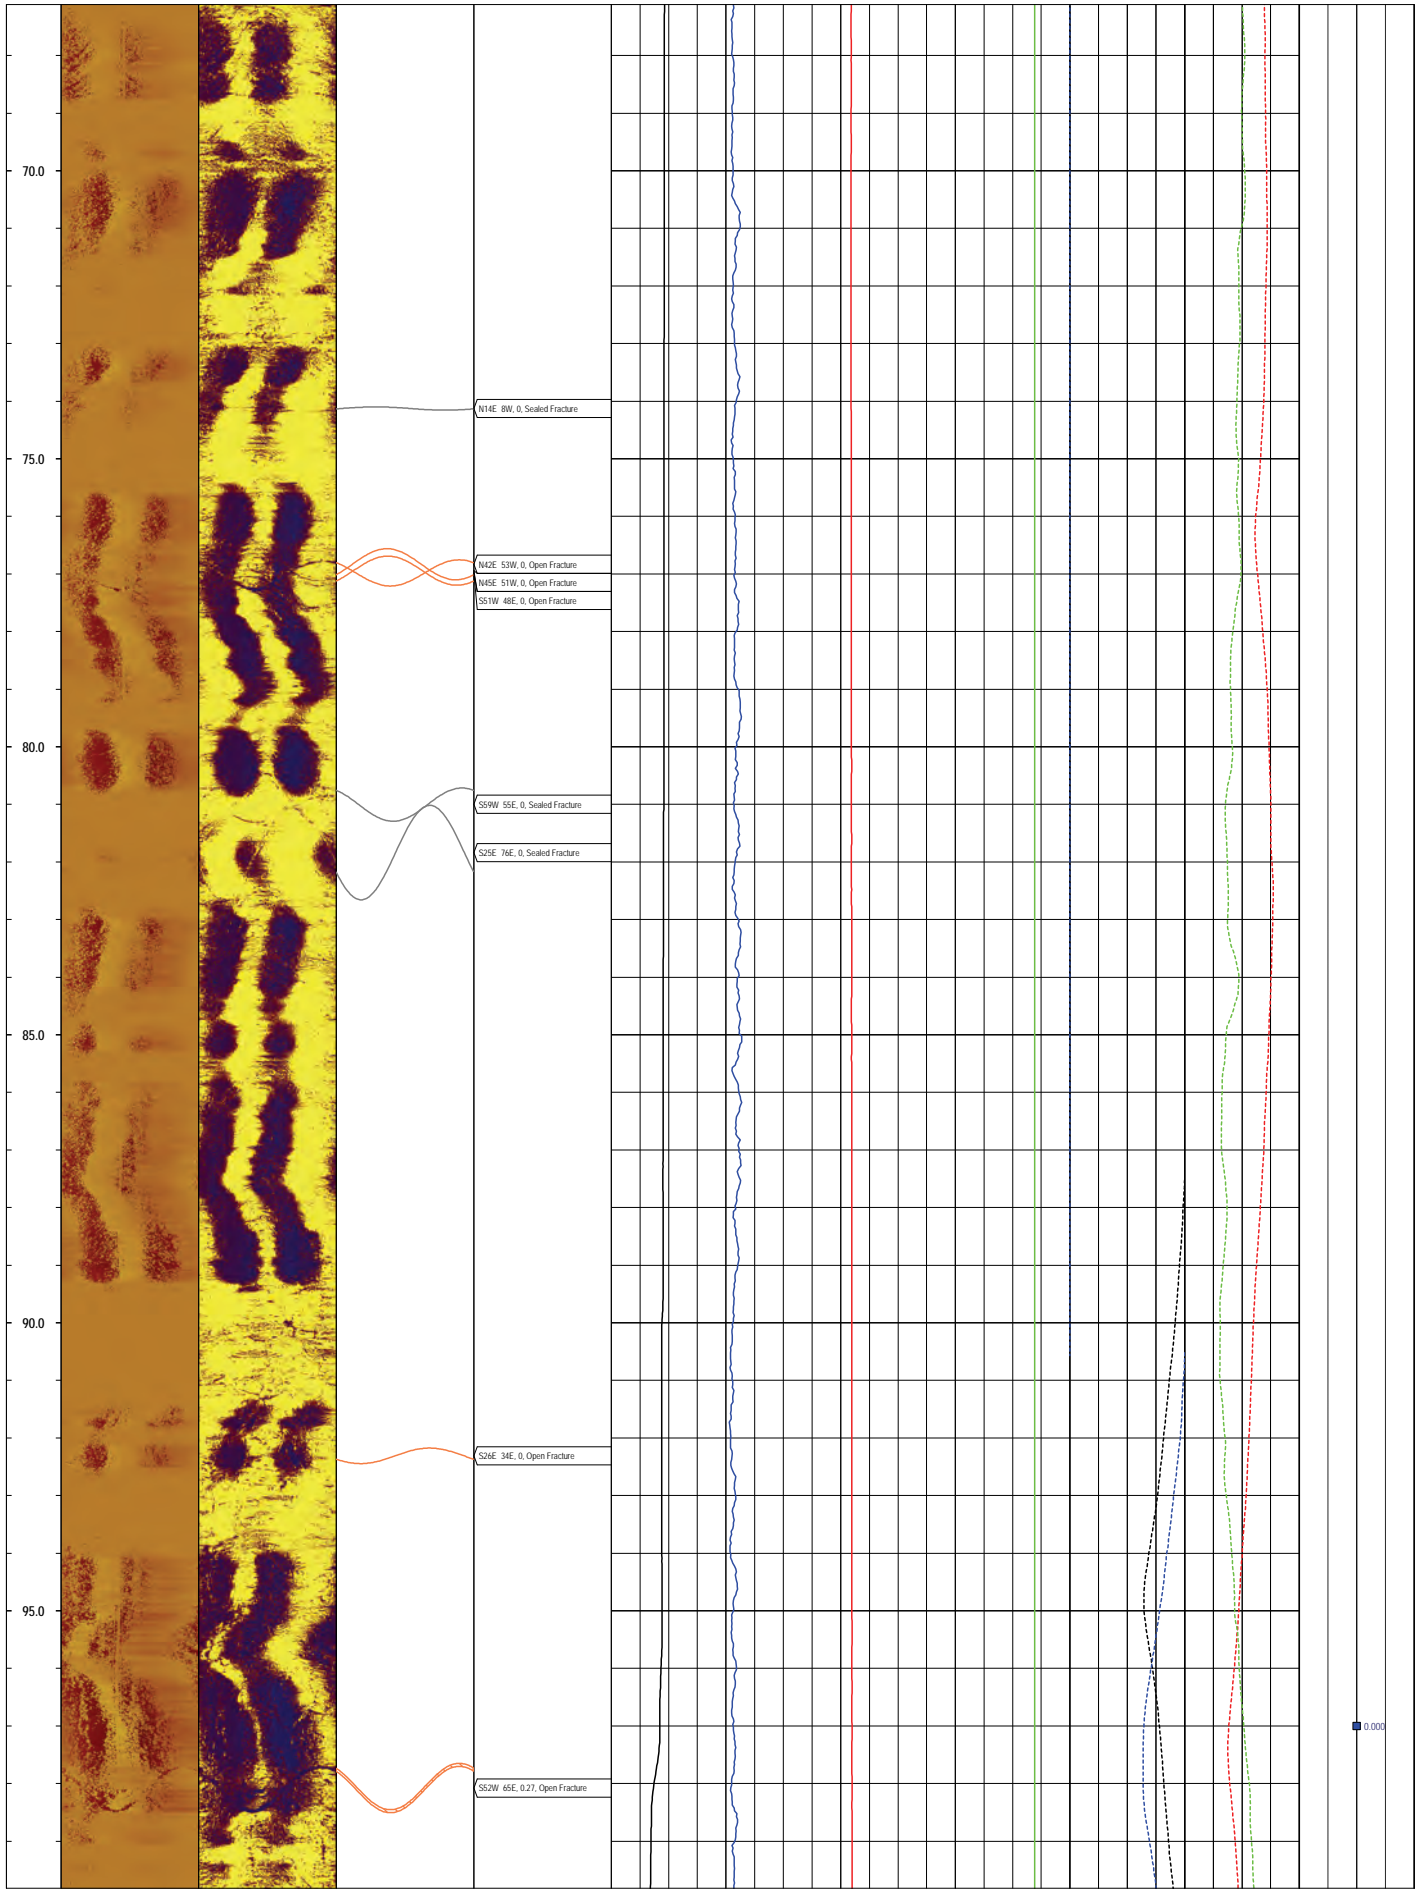 70.0
N14E 8W, 0, Sealed Fracture
75.0
N42E 53W, 0, Open Fracture
N45E 51W, 0, Open Fracture
S51W 48E, 0, Open Fracture
80.0
S59W 55E, 0, Sealed Fracture
S25E 76E, 0, Sealed Fracture
85.0
90.0
S26E 34E, 0, Open Fracture
95.0
0.000
S52W 65E, 0.27, Open Fracture